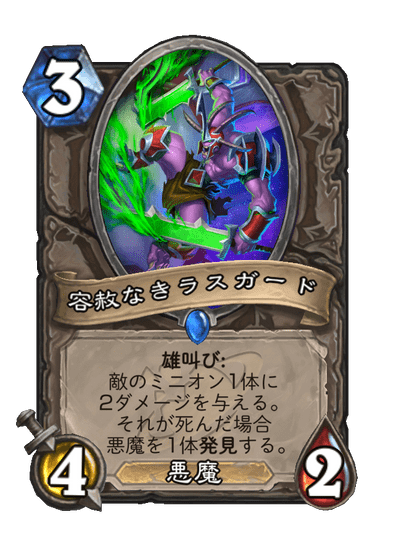 3
容赦なきラスガード
雄叫び:
敵のミニオン1体に
2ダメージを与える。
それが死んだ場合
悪魔を1体発見する。
4
悪魔
2